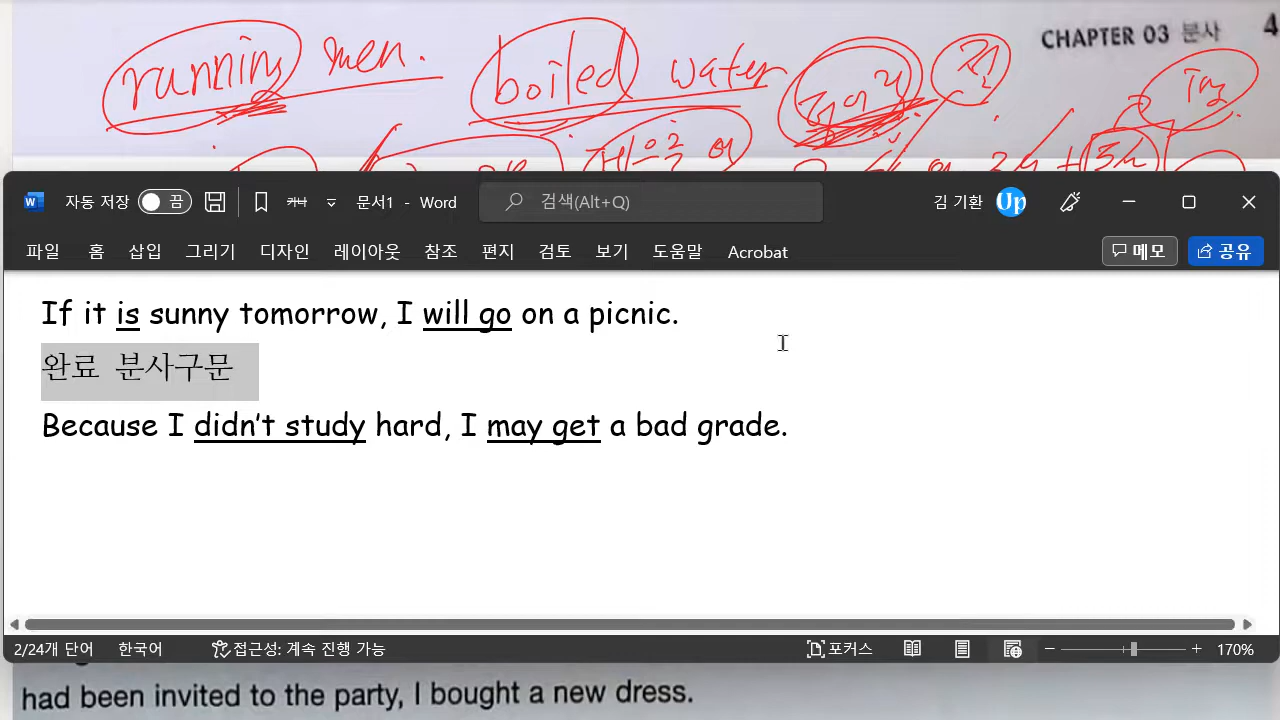 CHAPTER 03 분사 4
running men. boiled water
자동 저장 끔 가나 문서1 - Word 검색(Alt+Q) 김 기환 Up
파일 홈 삽입 그리기 디자인 레이아웃 참조 편지 검토 보기 도움말 Acrobat 메모 공유
If it is sunny tomorrow, I will go on a picnic.
완료 분사구문
Because I didn't study hard, I may get a bad grade.
2/24개 단어 한국어 접근성: 계속 진행 가능 포커스 170%
had been invited to the party, I bought a new dress.